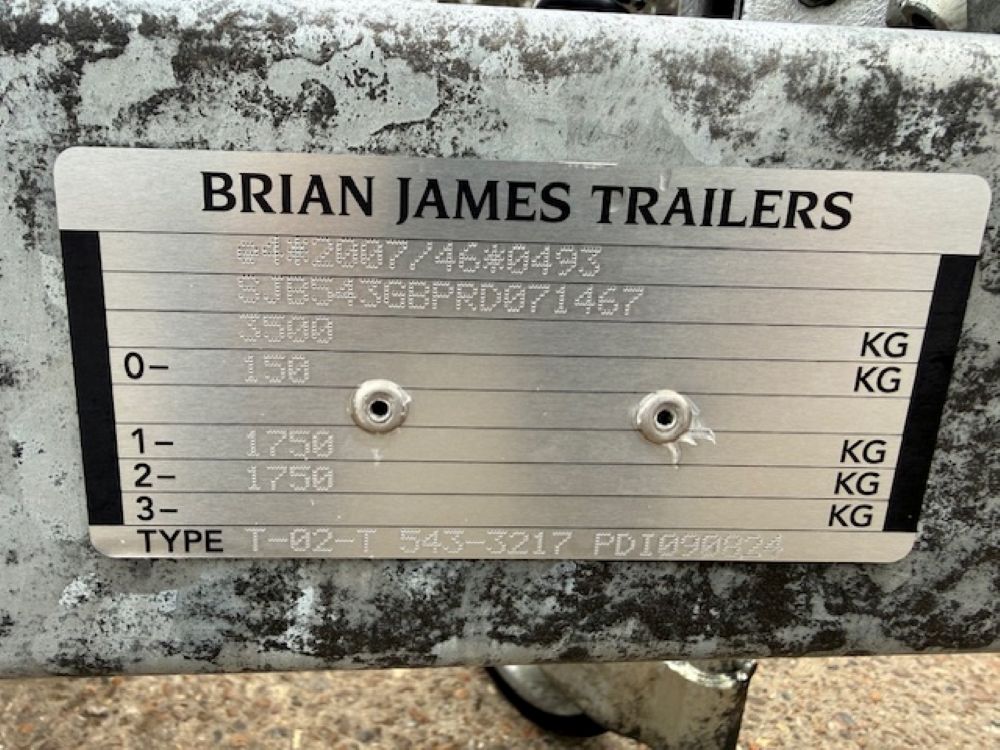 BRIAN JAMES TRAILERS
e4*2007/46*0493
SJB543GBPRD071467
3500 KG
0- 150 KG
1- 1750 KG
2- 1750 KG
3- KG
TYPE T-02-T 543-3217 PDI090824